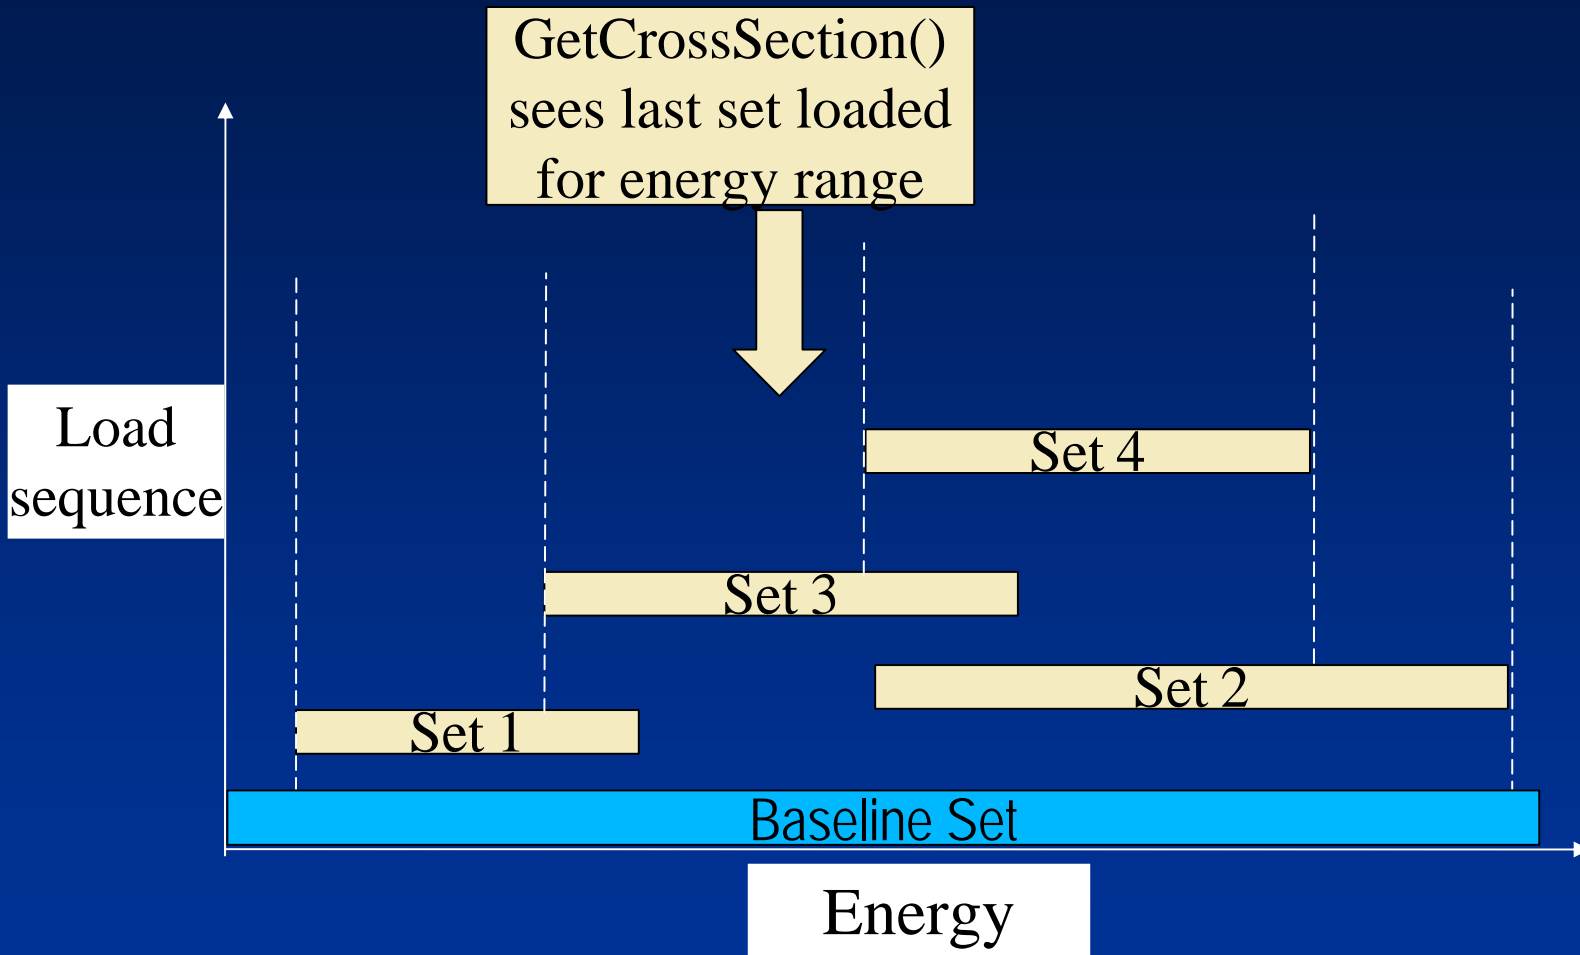 GetCrossSection()
sees last set loaded
for energy range
Load
sequence
Set 4
Set 3
Set 2
Set 1
Baseline Set
Energy